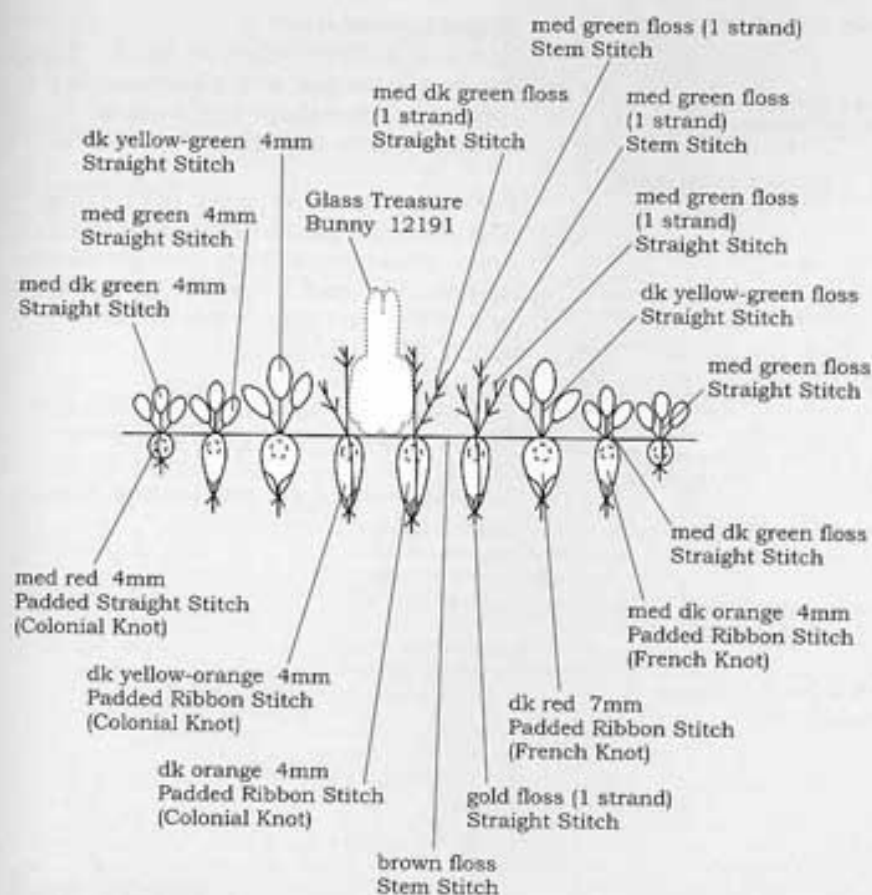 med green floss (1 strand)
Stem Stitch
med dk green floss
(1 strand)
Straight Stitch
med green floss
(1 strand)
Stem Stitch
dk yellow-green 4mm
Straight Stitch
Glass Treasure
Bunny 12191
med green floss
(1 strand)
Straight Stitch
med green 4mm
Straight Stitch
med dk green 4mm
Straight Stitch
dk yellow-green floss
Straight Stitch
med green floss
Straight Stitch
med dk green floss
Straight Stitch
med red 4mm
Padded Straight Stitch
(Colonial Knot)
med dk orange 4mm
Padded Ribbon Stitch
(French Knot)
dk yellow-orange 4mm
Padded Ribbon Stitch
(Colonial Knot)
dk red 7mm
Padded Ribbon Stitch
(French Knot)
dk orange 4mm
Padded Ribbon Stitch
(Colonial Knot)
gold floss (1 strand)
Straight Stitch
brown floss
Stem Stitch